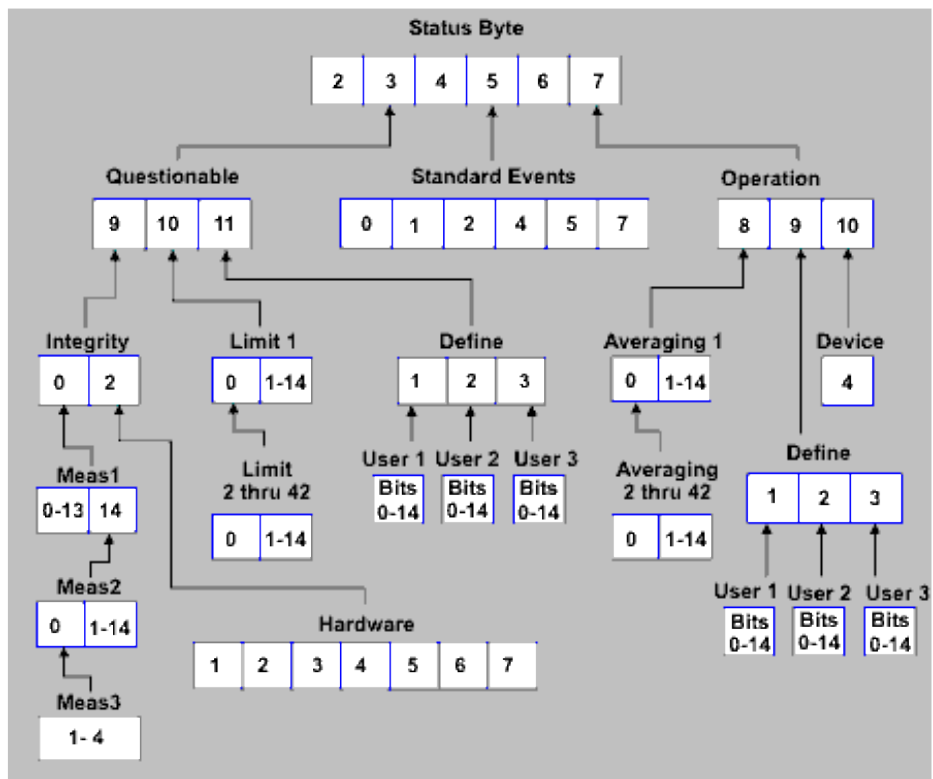 Status Byte
2 3 4 5 6 7
Questionable Standard Events Operation
9 10 11 0 1 2 4 5 7 8 9 10
Integrity Limit 1 Define Averaging 1 Device
0 2 0 1-14 1 2 3 0 1-14 4
Meas1 Limit 2 thru 42 User 1 User 2 User 3 Averaging 2 thru 42 Define
0-13 14 0 1-14 Bits 0-14 Bits 0-14 Bits 0-14 0 1-14 1 2 3
Meas2 User 1 User 2 User 3
0 1-14 Bits 0-14 Bits 0-14 Bits 0-14
Hardware
1 2 3 4 5 6 7
Meas3
1- 4